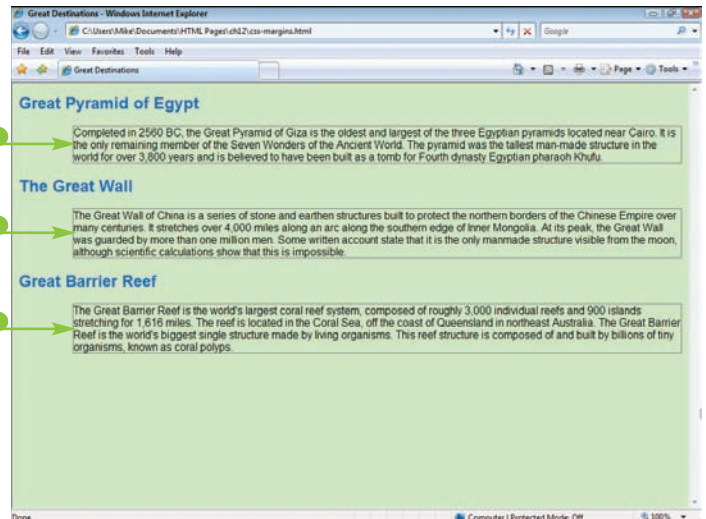 Great Destinations - Windows Internet Explorer
C:\Users\Mike\Documents\HTML Pages\ch12\css-margins.html
Google
File Edit View Favorites Tools Help
Great Destinations
Page Tools
Great Pyramid of Egypt
Completed in 2560 BC, the Great Pyramid of Giza is the oldest and largest of the three Egyptian pyramids located near Cairo. It is
the only remaining member of the Seven Wonders of the Ancient World. The pyramid was the tallest man-made structure in the
world for over 3,800 years and is believed to have been built as a tomb for Fourth dynasty Egyptian pharaoh Khufu.
The Great Wall
The Great Wall of China is a series of stone and earthen structures built to protect the northern borders of the Chinese Empire over
many centuries. It stretches over 4,000 miles along an arc along the southern edge of Inner Mongolia. At its peak, the Great Wall
was guarded by more than one million men. Some written account state that it is the only manmade structure visible from the moon,
although scientific calculations show that this is impossible.
Great Barrier Reef
The Great Barrier Reef is the world's largest coral reef system, composed of roughly 3,000 individual reefs and 900 islands
stretching for 1,616 miles. The reef is located in the Coral Sea, off the coast of Queensland in northeast Australia. The Great Barrier
Reef is the world's biggest single structure made by living organisms. This reef structure is composed of and built by billions of tiny
organisms, known as coral polyps.
Done
Computer | Protected Mode: Off
100%